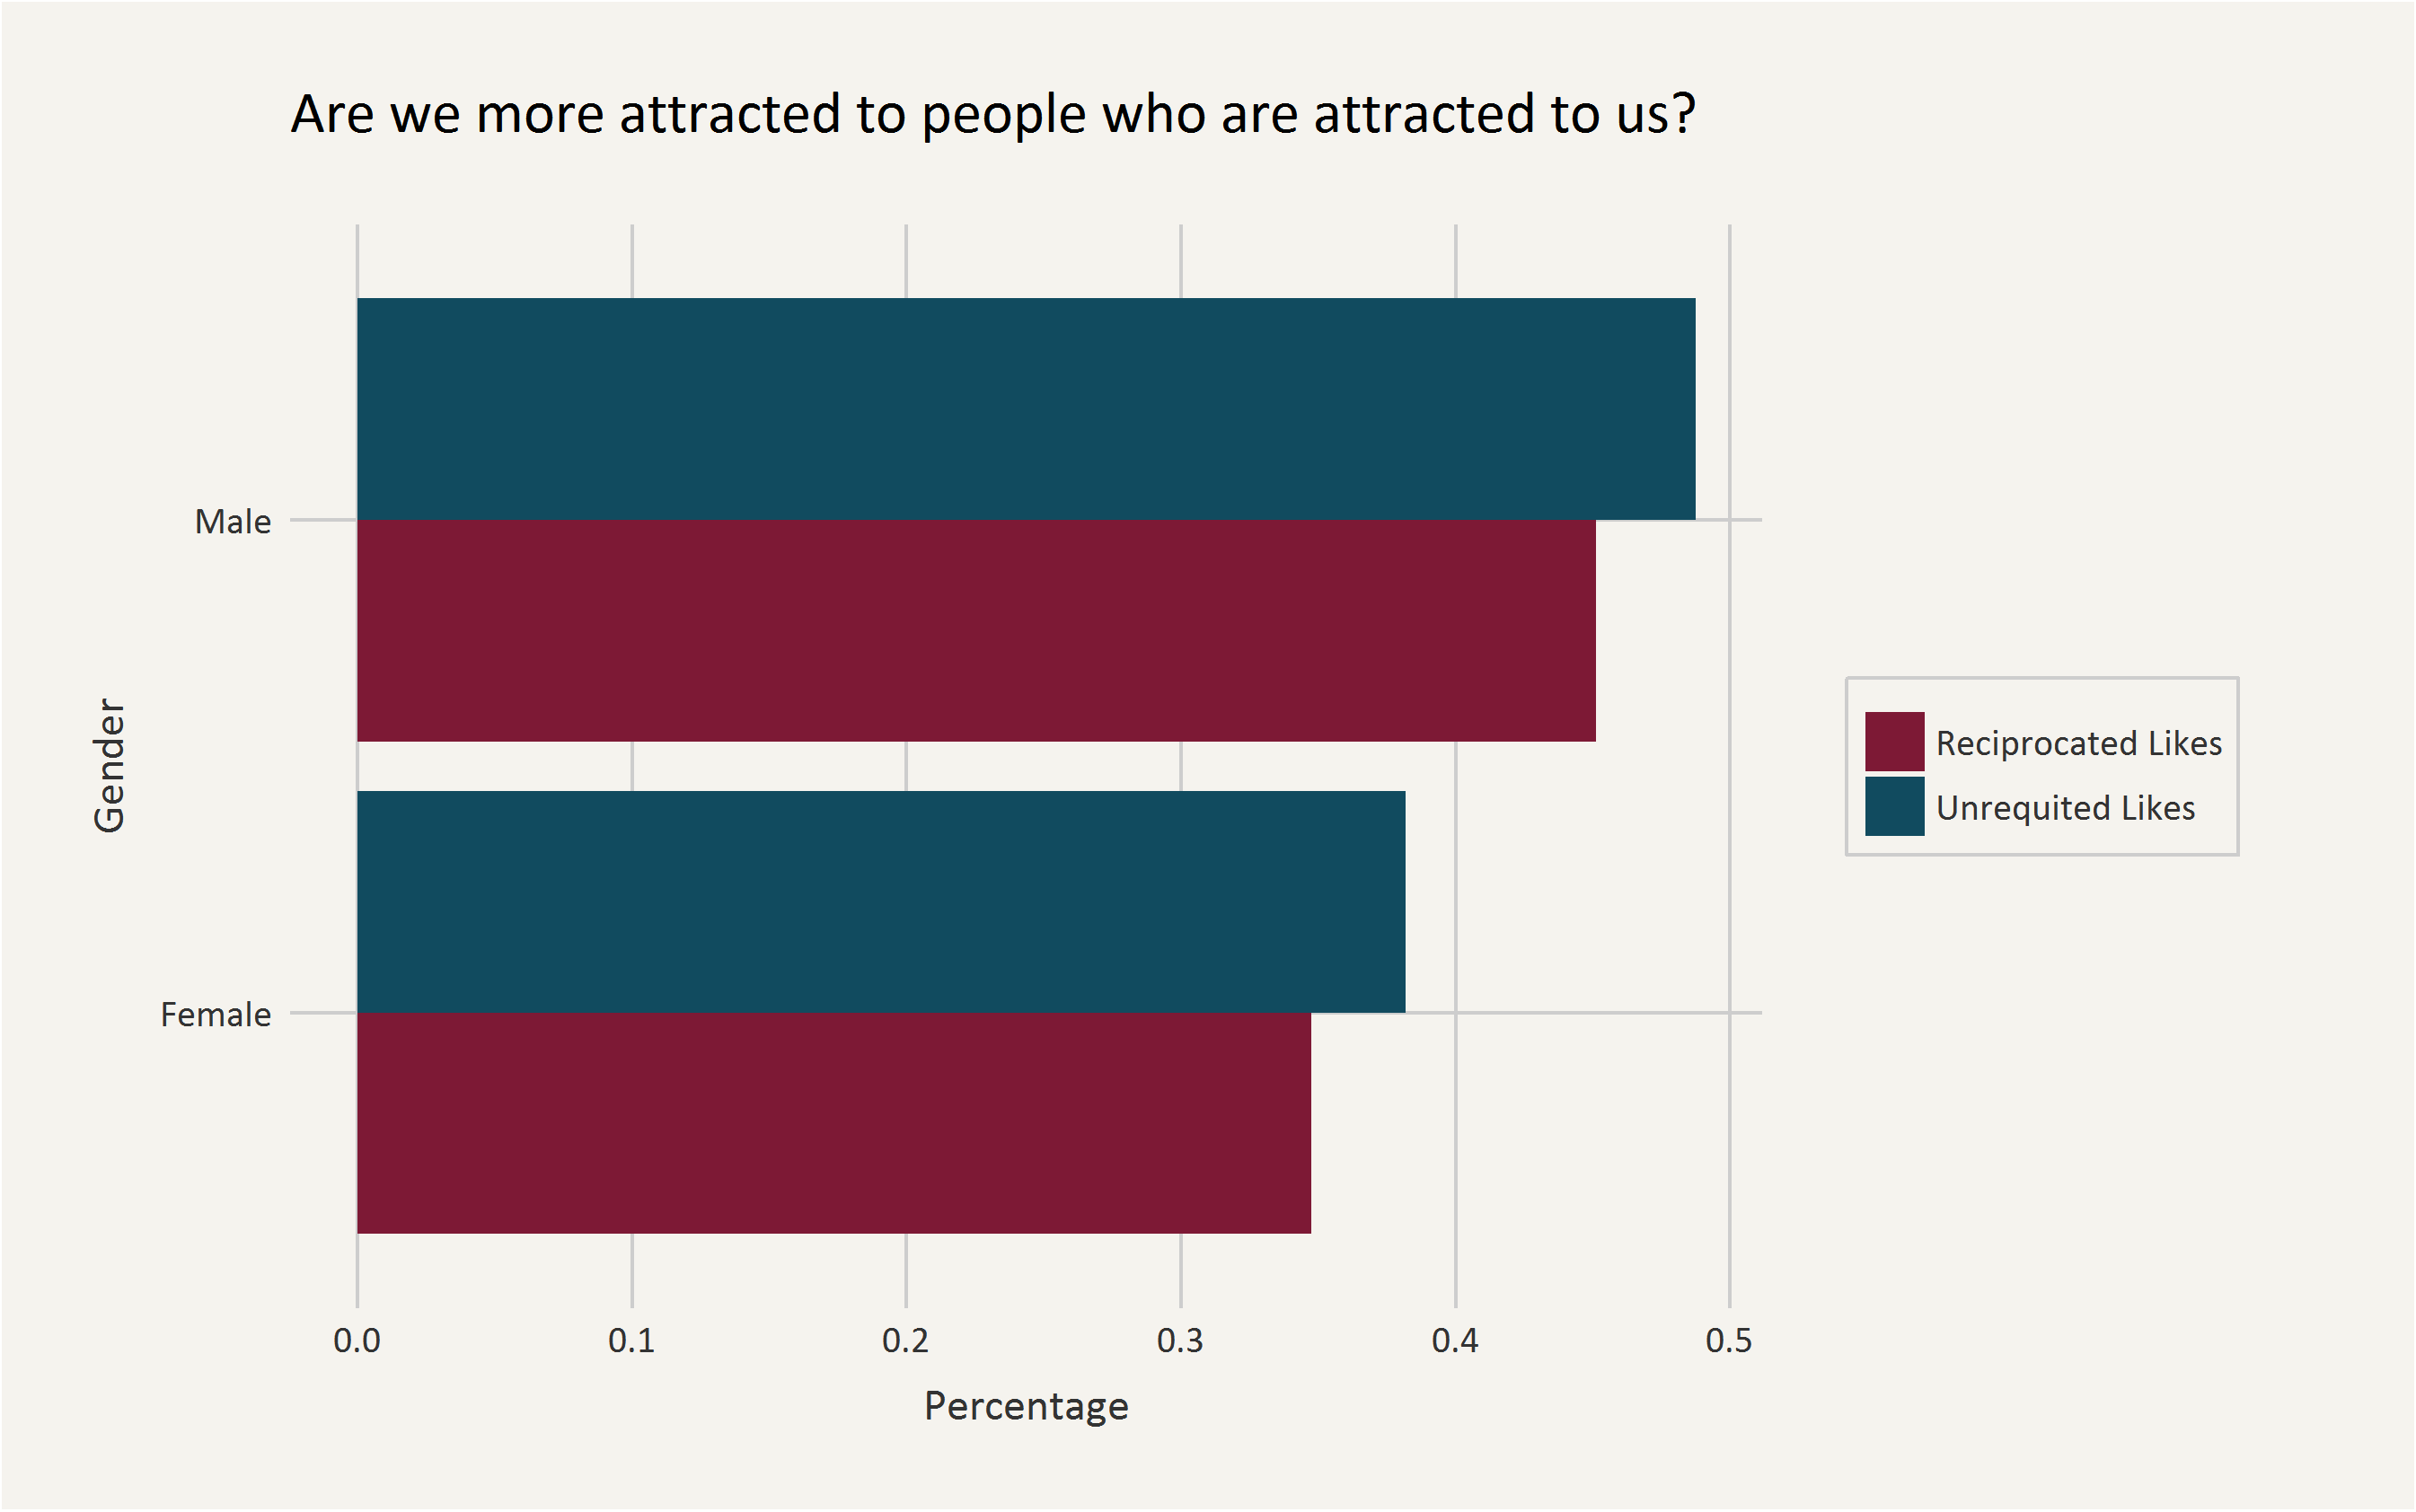 Are we more attracted to people who are attracted to us?
Gender
Male
Female
0.0 0.1 0.2 0.3 0.4 0.5
Percentage
Reciprocated Likes
Unrequited Likes